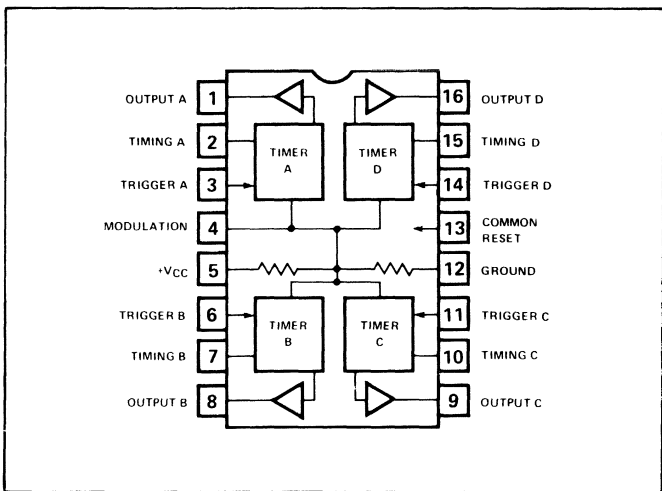 OUTPUT A 1 16 OUTPUT D
TIMING A 2 TIMER A TIMER D 15 TIMING D
TRIGGER A 3 14 TRIGGER D
MODULATION 4 13 COMMON RESET
+VCC 5 12 GROUND
TRIGGER B 6 TIMER B TIMER C 11 TRIGGER C
TIMING B 7 10 TIMING C
OUTPUT B 8 9 OUTPUT C